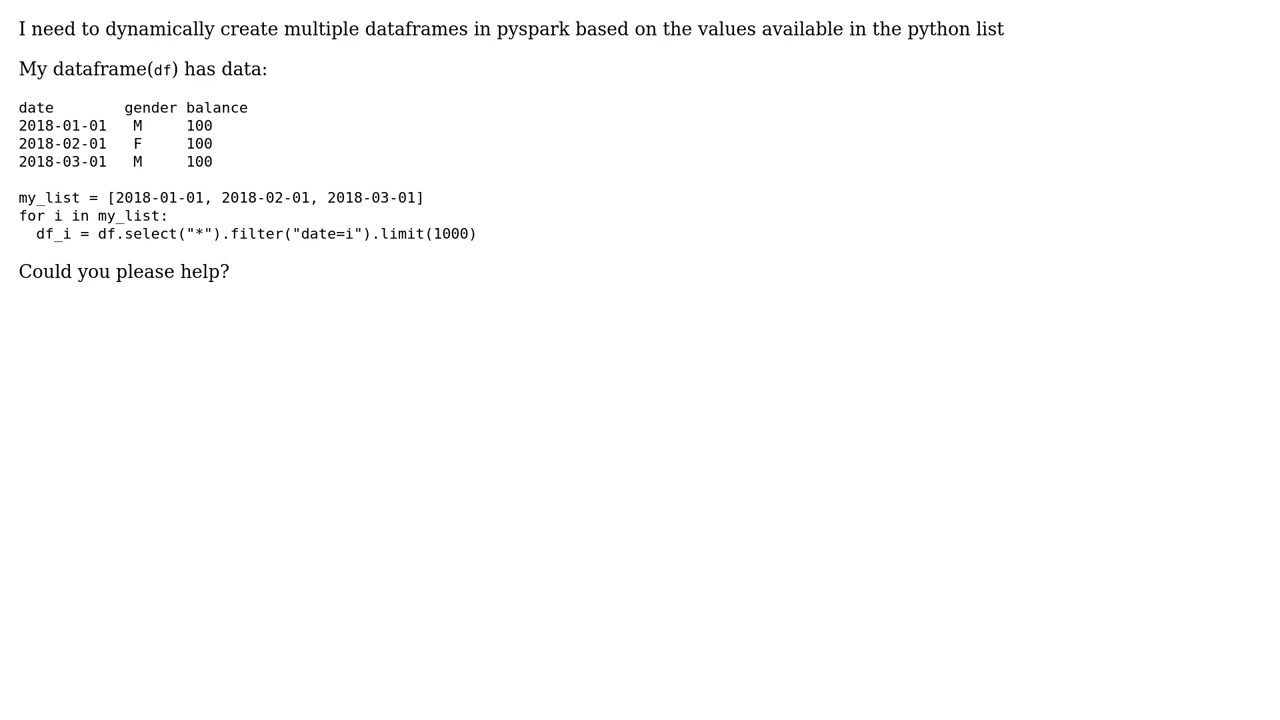 I need to dynamically create multiple dataframes in pyspark based on the values available in the python list
My dataframe(df) has data:
date        gender balance
2018-01-01   M     100
2018-02-01   F     100
2018-03-01   M     100
my_list = [2018-01-01, 2018-02-01, 2018-03-01]
for i in my_list:
  df_i = df.select("*").filter("date=i").limit(1000)
Could you please help?